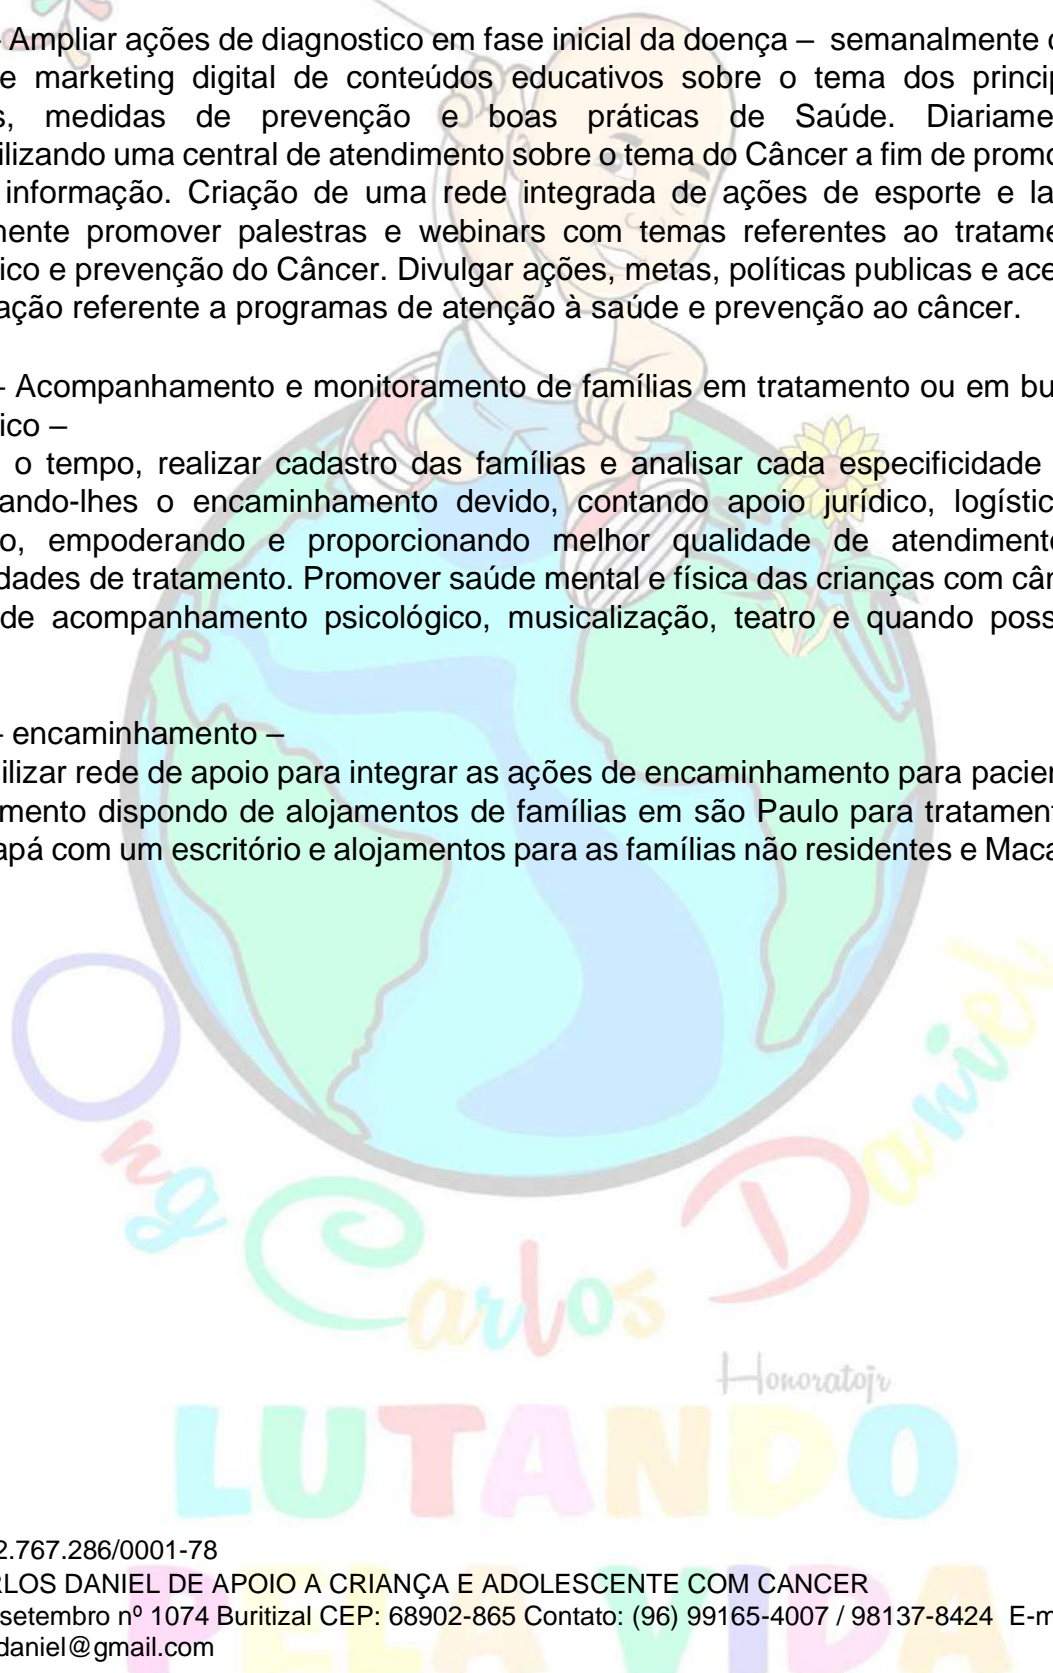 - Ampliar ações de diagnostico em fase inicial da doença – semanalmente
e marketing digital de conteúdos educativos sobre o tema dos princip
s, medidas de prevenção e boas práticas de Saúde. Diariame
ilizando uma central de atendimento sobre o tema do Câncer a fim de promo
informação. Criação de uma rede integrada de ações de esporte e la
mente promover palestras e webinars com temas referentes ao tratame
ico e prevenção do Câncer. Divulgar ações, metas, políticas publicas e ace
ação referente a programas de atenção à saúde e prevenção ao câncer.
- Acompanhamento e monitoramento de famílias em tratamento ou em bu
ico –
o tempo, realizar cadastro das famílias e analisar cada especificidade
ando-lhes o encaminhamento devido, contando apoio jurídico, logístic
o, empoderando e proporcionando melhor qualidade de atendiment
dades de tratamento. Promover saúde mental e física das crianças com cân
de acompanhamento psicológico, musicalização, teatro e quando poss
- encaminhamento –
ilizar rede de apoio para integrar as ações de encaminhamento para pacien
mento dispondo de alojamentos de famílias em são Paulo para tratament
apá com um escritório e alojamentos para as famílias não residentes e Maca
Ong Carlos Daniel
Honoratojr
LUTANDO
PELA VIDA
2.767.286/0001-78
RLOS DANIEL DE APOIO A CRIANÇA E ADOLESCENTE COM CANCER
setembro nº 1074 Buritizal CEP: 68902-865 Contato: (96) 99165-4007 / 98137-8424 E-m
daniel@gmail.com